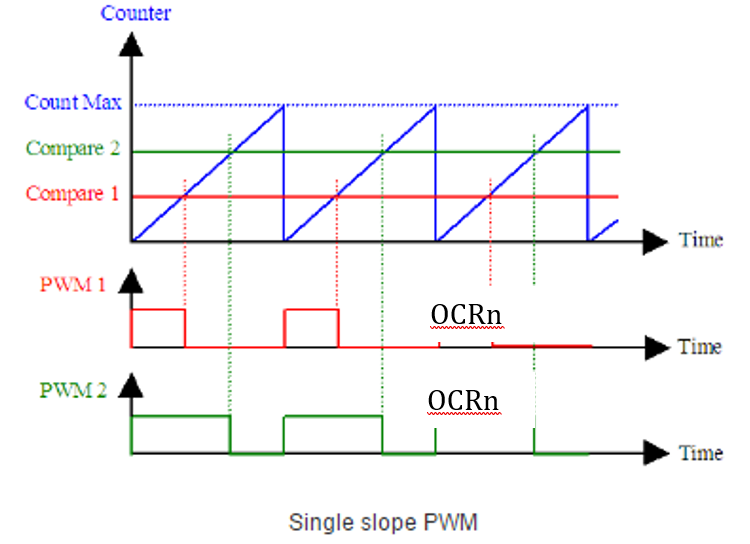 Counter
Count Max
Compare 2
Compare 1
Time
PWM 1
OCRn
Time
PWM 2
OCRn
Time
Single slope PWM